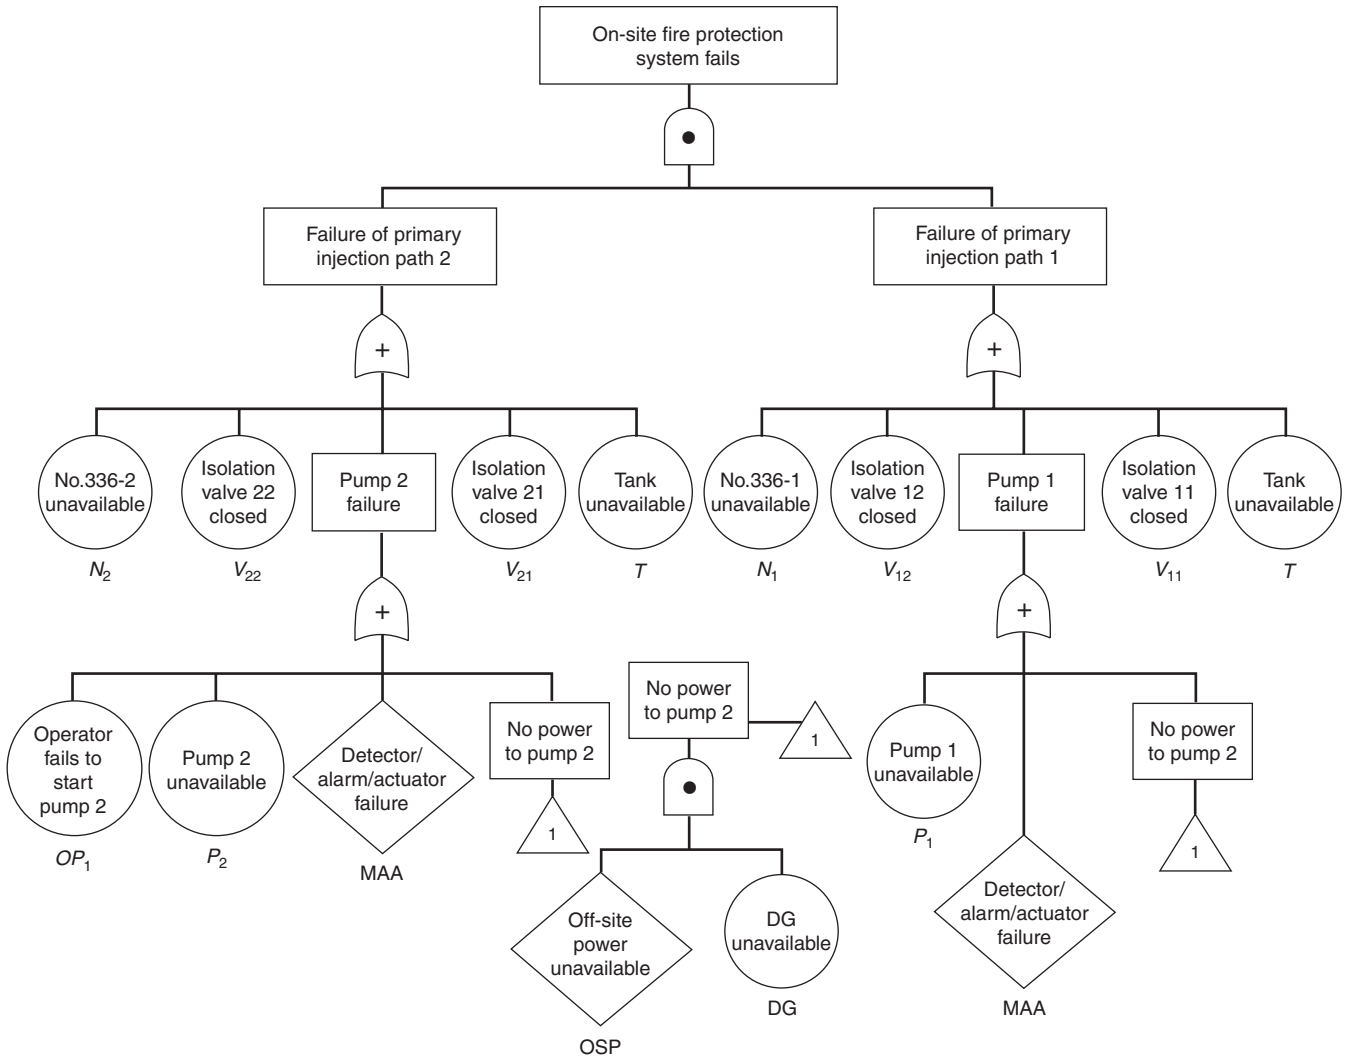 On-site fire protection
system fails
Failure of primary
injection path 2
Failure of primary
injection path 1
+
+
No.336-2
unavailable
Isolation
valve 22
closed
Pump 2
failure
Isolation
valve 21
closed
Tank
unavailable
No.336-1
unavailable
Isolation
valve 12
closed
Pump 1
failure
Isolation
valve 11
closed
Tank
unavailable
N2
V22
V21
T
N1
V12
V11
T
+
+
Operator
fails to
start
pump 2
Pump 2
unavailable
Detector/
alarm/actuator
failure
No power
to pump 2
1
No power
to pump 2
1
Pump 1
unavailable
No power
to pump 2
1
OP1
P2
MAA
P1
Off-site
power
unavailable
DG
unavailable
Detector/
alarm/actuator
failure
OSP
DG
MAA